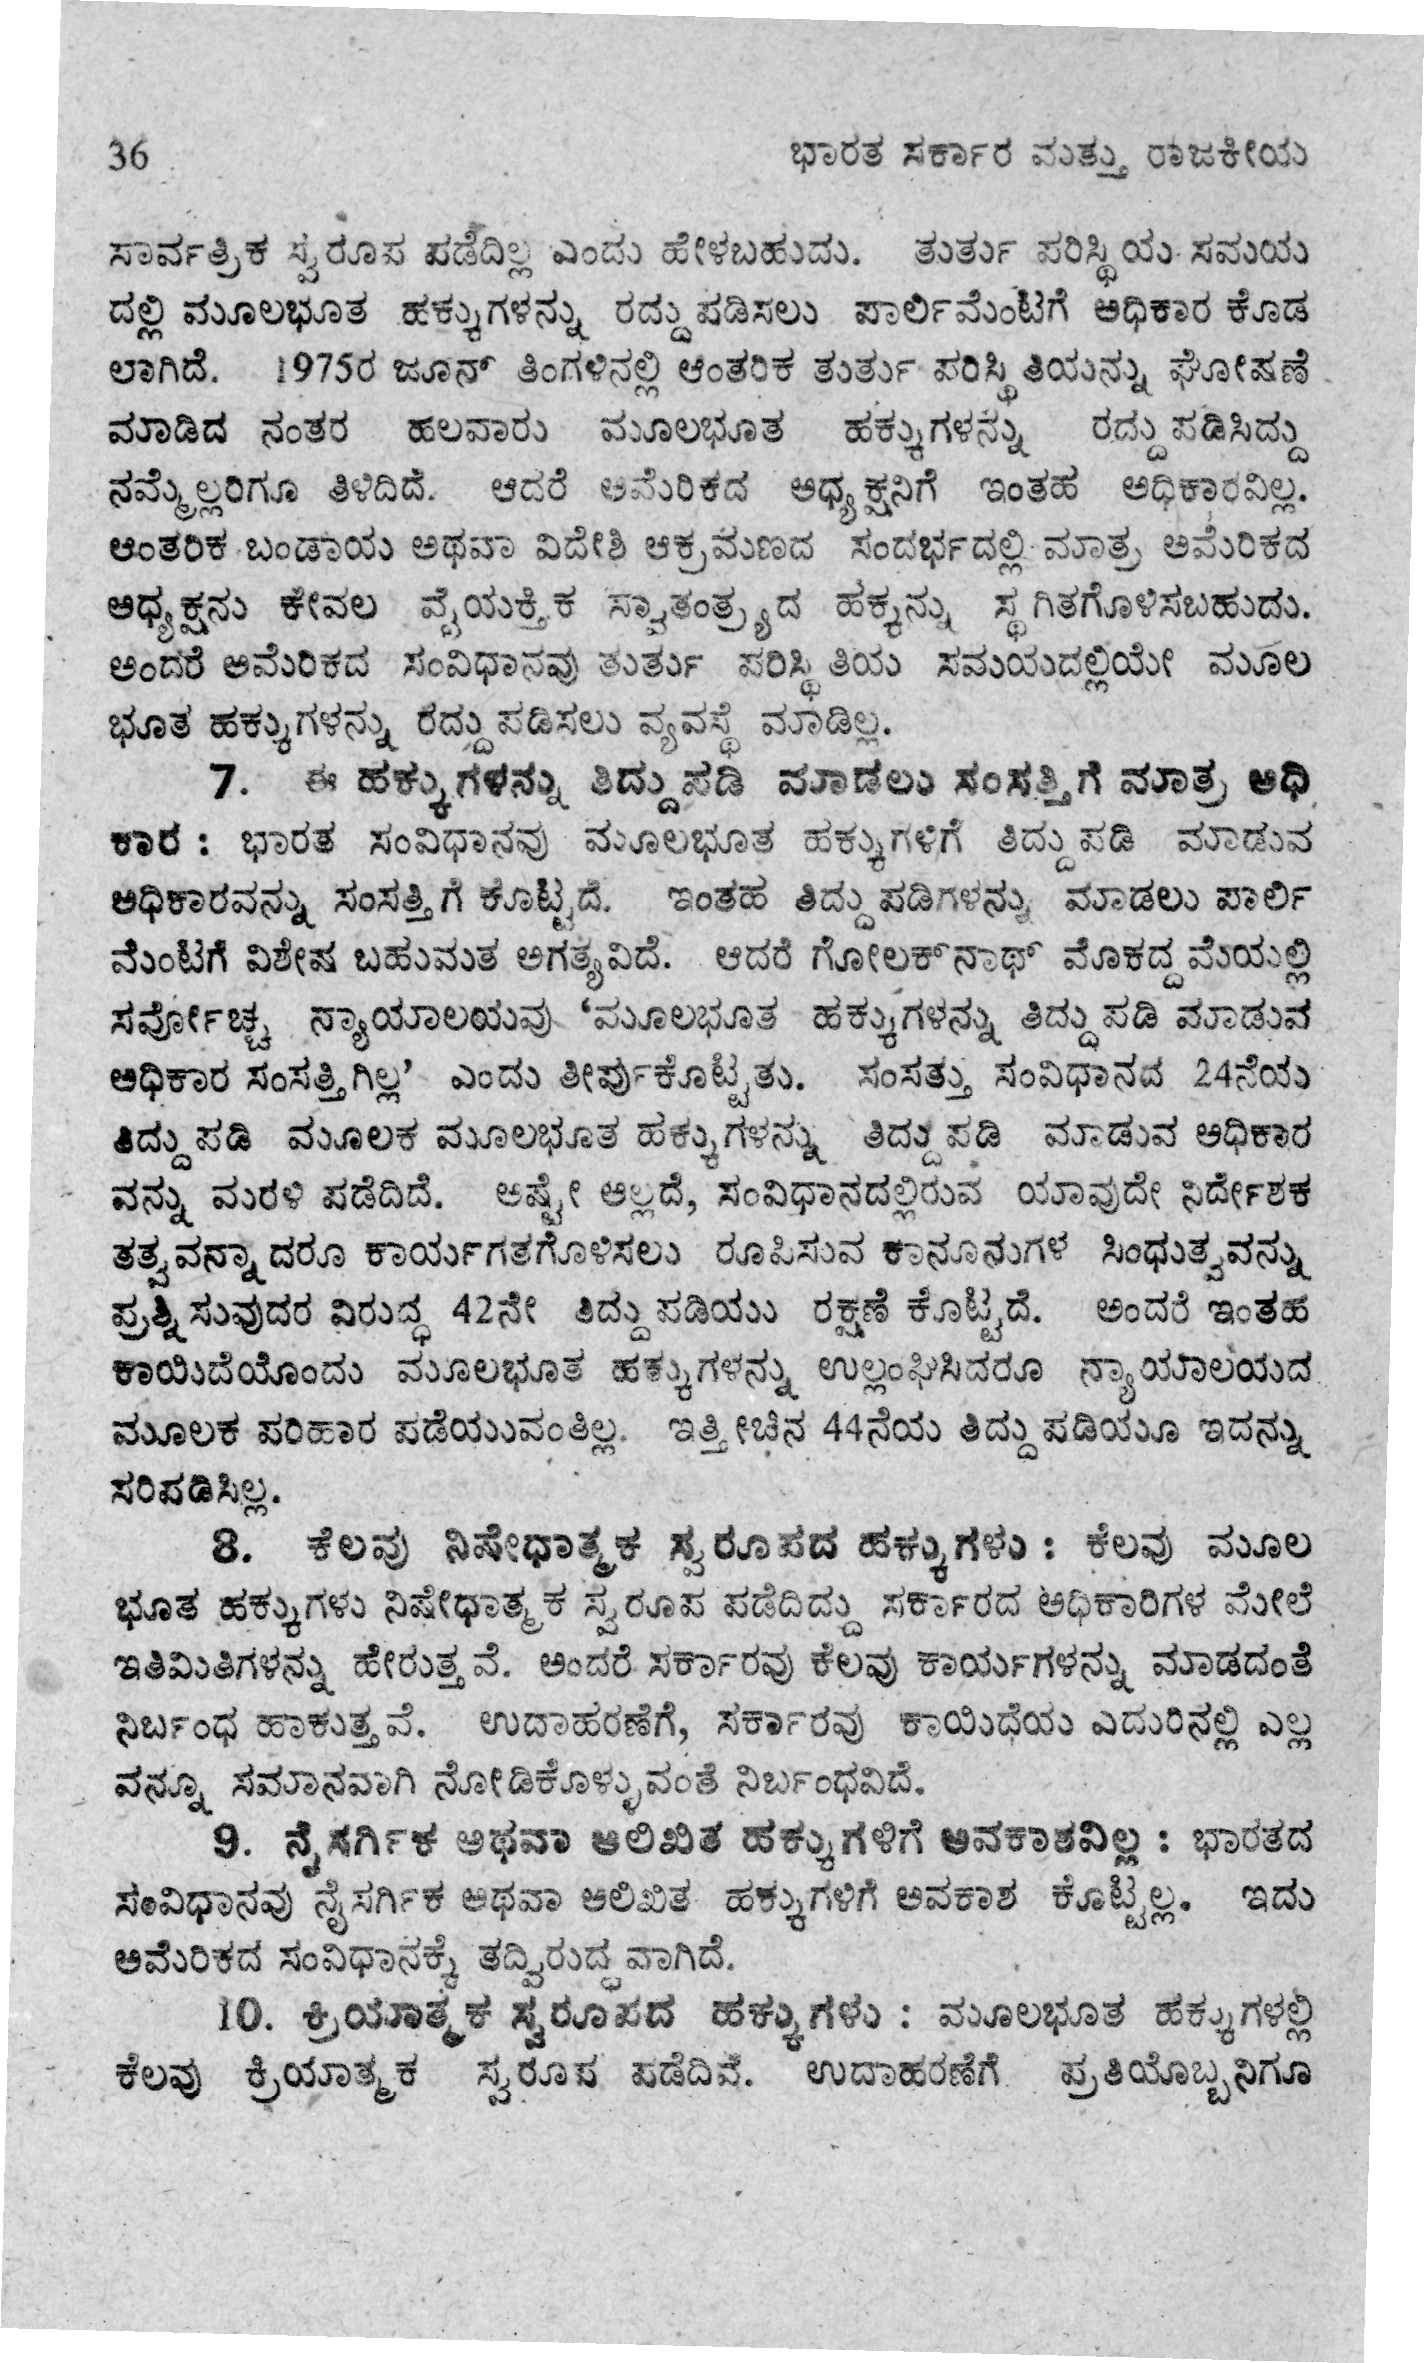 36 ಭಾರತ ಸರ್ಕಾರ ಮತ್ತು ರಾಜಕೀಯ
ಸಾರ್ವತ್ರಿಕ ಸ್ವರೂಪ ಪಡೆದಿಲ್ಲ ಎಂದು ಹೇಳಬಹುದು. ತುರ್ತು ಪರಿಸ್ಥಿಯ ಸಮಯ
ದಲ್ಲಿ ಮೂಲಭೂತ ಹಕ್ಕುಗಳನ್ನು ರದ್ದುಪಡಿಸಲು ಪಾರ್ಲಿಮೆಂಟಗೆ ಅಧಿಕಾರ ಕೊಡ
ಲಾಗಿದೆ. 1975ರ ಜೂನ್ ತಿಂಗಳಿನಲ್ಲಿ ಆಂತರಿಕ ತುರ್ತು ಪರಿಸ್ಥಿತಿಯನ್ನು ಘೋಷಣೆ
ಮಾಡಿದ ನಂತರ ಹಲವಾರು ಮೂಲಭೂತ ಹಕ್ಕುಗಳನ್ನು ರದ್ದುಪಡಿಸಿದ್ದು
ನಮ್ಮೆಲ್ಲರಿಗೂ ತಿಳಿದಿದೆ. ಆದರೆ ಅಮೆರಿಕದ ಅಧ್ಯಕ್ಷನಿಗೆ ಇಂತಹ ಅಧಿಕಾರವಿಲ್ಲ.
ಆಂತರಿಕ ಬಂಡಾಯ ಅಥವಾ ವಿದೇಶಿ ಆಕ್ರಮಣದ ಸಂದರ್ಭದಲ್ಲಿ ಮಾತ್ರ ಅಮೆರಿಕದ
ಅಧ್ಯಕ್ಷನು ಕೇವಲ ವೈಯಕ್ತಿಕ ಸ್ವಾತಂತ್ರ್ಯದ ಹಕ್ಕನ್ನು ಸ್ಥಗಿತಗೊಳಿಸಬಹುದು.
ಅಂದರೆ ಅಮೆರಿಕದ ಸಂವಿಧಾನವು ತುರ್ತು ಪರಿಸ್ಥಿತಿಯ ಸಮಯದಲ್ಲಿಯೇ ಮೂಲ
ಭೂತ ಹಕ್ಕುಗಳನ್ನು ರದ್ದುಪಡಿಸಲು ವ್ಯವಸ್ಥೆ ಮಾಡಿಲ್ಲ.
7. ಈ ಹಕ್ಕುಗಳನ್ನು ತಿದ್ದುಪಡಿ ಮಾಡಲು ಸಂಸತ್ತಿಗೆ ಮಾತ್ರ ಅಧಿ
ಕಾರ : ಭಾರತ ಸಂವಿಧಾನವು ಮೂಲಭೂತ ಹಕ್ಕುಗಳಿಗೆ ತಿದ್ದುಪಡಿ ಮಾಡುವ
ಅಧಿಕಾರವನ್ನು ಸಂಸತ್ತಿಗೆ ಕೊಟ್ಟದೆ. ಇಂತಹ ತಿದ್ದುಪಡಿಗಳನ್ನು ಮಾಡಲು ಪಾರ್ಲಿ
ಮೆಂಟಗೆ ವಿಶೇಷ ಬಹುಮತ ಅಗತ್ಯವಿದೆ. ಆದರೆ ಗೋಲಕ್‌ನಾಥ್ ಮೊಕದ್ದಮೆಯಲ್ಲಿ
ಸರ್ವೋಚ್ಚ ನ್ಯಾಯಾಲಯವು ‘ಮೂಲಭೂತ ಹಕ್ಕುಗಳನ್ನು ತಿದ್ದುಪಡಿ ಮಾಡುವ
ಅಧಿಕಾರ ಸಂಸತ್ತಿಗಿಲ್ಲ’ ಎಂದು ತೀರ್ಪುಕೊಟ್ಟತು. ಸಂಸತ್ತು ಸಂವಿಧಾನದ 24ನೆಯ
ತಿದ್ದುಪಡಿ ಮೂಲಕ ಮೂಲಭೂತ ಹಕ್ಕುಗಳನ್ನು ತಿದ್ದುಪಡಿ ಮಾಡುವ ಅಧಿಕಾರ
ವನ್ನು ಮರಳಿ ಪಡೆದಿದೆ. ಅಷ್ಟೇ ಅಲ್ಲದೆ, ಸಂವಿಧಾನದಲ್ಲಿರುವ ಯಾವುದೇ ನಿರ್ದೇಶಕ
ತತ್ವವನ್ನಾದರೂ ಕಾರ್ಯಗತಗೊಳಿಸಲು ರೂಪಿಸುವ ಕಾನೂನುಗಳ ಸಿಂಧುತ್ವವನ್ನು
ಪ್ರಶ್ನಿಸುವುದರ ವಿರುದ್ಧ 42ನೇ ತಿದ್ದುಪಡಿಯು ರಕ್ಷಣೆ ಕೊಟ್ಟದೆ. ಅಂದರೆ ಇಂತಹ
ಕಾಯಿದೆಯೊಂದು ಮೂಲಭೂತ ಹಕ್ಕುಗಳನ್ನು ಉಲ್ಲಂಘಿಸಿದರೂ ನ್ಯಾಯಾಲಯದ
ಮೂಲಕ ಪರಿಹಾರ ಪಡೆಯುವಂತಿಲ್ಲ. ಇತ್ತೀಚಿನ 44ನೆಯ ತಿದ್ದುಪಡಿಯೂ ಇದನ್ನು
ಸರಿಪಡಿಸಿಲ್ಲ.
8. ಕೆಲವು ನಿಷೇಧಾತ್ಮಕ ಸ್ವರೂಪದ ಹಕ್ಕುಗಳು : ಕೆಲವು ಮೂಲ
ಭೂತ ಹಕ್ಕುಗಳು ನಿಷೇಧಾತ್ಮಕ ಸ್ವರೂಪ ಪಡೆದಿದ್ದು ಸರ್ಕಾರದ ಅಧಿಕಾರಿಗಳ ಮೇಲೆ
ಇತಿಮಿತಿಗಳನ್ನು ಹೇರುತ್ತವೆ. ಅಂದರೆ ಸರ್ಕಾರವು ಕೆಲವು ಕಾರ್ಯಗಳನ್ನು ಮಾಡದಂತೆ
ನಿರ್ಬಂಧ ಹಾಕುತ್ತವೆ. ಉದಾಹರಣೆಗೆ, ಸರ್ಕಾರವು ಕಾಯಿಧೆಯ ಎದುರಿನಲ್ಲಿ ಎಲ್ಲ
ವನ್ನೂ ಸಮಾನವಾಗಿ ನೋಡಿಕೊಳ್ಳುವಂತೆ ನಿರ್ಬಂಧವಿದೆ.
9. ನೈಸರ್ಗಿಕ ಅಥವಾ ಅಲಿಖಿತ ಹಕ್ಕುಗಳಿಗೆ ಅವಕಾಶವಿಲ್ಲ : ಭಾರತದ
ಸಂವಿಧಾನವು ನೈಸರ್ಗಿಕ ಅಥವಾ ಅಲಿಖಿತ ಹಕ್ಕುಗಳಿಗೆ ಅವಕಾಶ ಕೊಟ್ಟಲ್ಲ. ಇದು
ಅಮೆರಿಕದ ಸಂವಿಧಾನಕ್ಕೆ ತದ್ವಿರುದ್ಧವಾಗಿದೆ.
10. ಕ್ರಿಯಾತ್ಮಕ ಸ್ವರೂಪದ ಹಕ್ಕುಗಳು : ಮೂಲಭೂತ ಹಕ್ಕುಗಳಲ್ಲಿ
ಕೆಲವು ಕ್ರಿಯಾತ್ಮಕ ಸ್ವರೂಪ ಪಡೆದಿವೆ. ಉದಾಹರಣೆಗೆ ಪ್ರತಿಯೊಬ್ಬನಿಗೂ